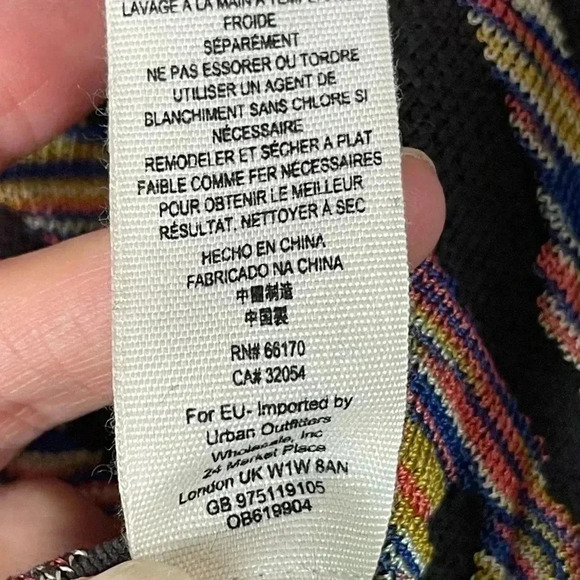 LAVAGE À LA MAIN À
FROIDE
SÉPARÉMENT
NE PAS ESSORER OU TORDRE
UTILISER UN AGENT DE
BLANCHIMENT SANS CHLORE SI
NÉCESSAIRE
REMODELER ET SÉCHER À PLAT
FAIBLE COMME FER NÉCESSAIRES
POUR OBTENIR LE MEILLEUR
RÉSULTAT, NETTOYER À SEC
HECHO EN CHINA
FABRICADO NA CHINA
中國制造
中国製
RN# 66170
CA# 32054
For EU- Imported by
Urban Outfitters
Wholesale, Inc
24 Market Place
London UK W1W 8AN
GB 975119105
OB619904